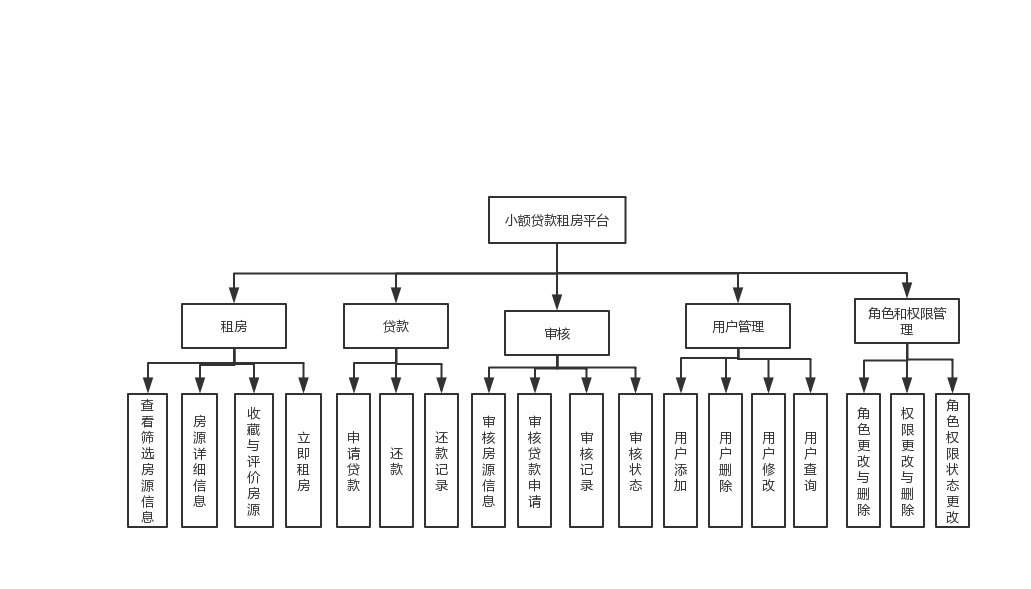 小额贷款租房平台
租房
贷款
审核
用户管理
角色和权限管
理
查看筛选房源信息
房源详细信息
收藏与评价房源
立即租房
申请贷款
还款
还款记录
审核房源信息
审核贷款申请
审核记录
审核状态
用户添加
用户删除
用户修改
用户查询
角色更改与删除
权限更改与删除
角色权限状态更改